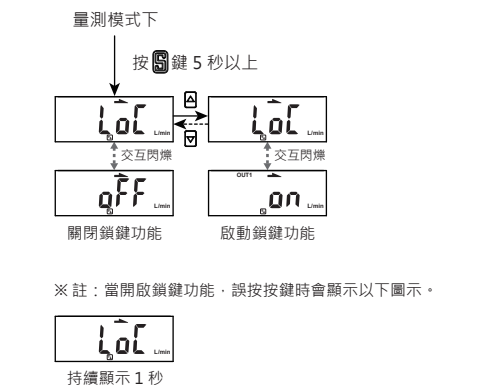 量測模式下
按 S 鍵 5 秒以上
LoC L/min LoC L/min
交互閃爍 交互閃爍
OUT1
oFF L/min on L/min
關閉鎖鍵功能 啟動鎖鍵功能
※ 註：當開啟鎖鍵功能，誤按按鍵時會顯示以下圖示。
LoC L/min
持續顯示 1 秒